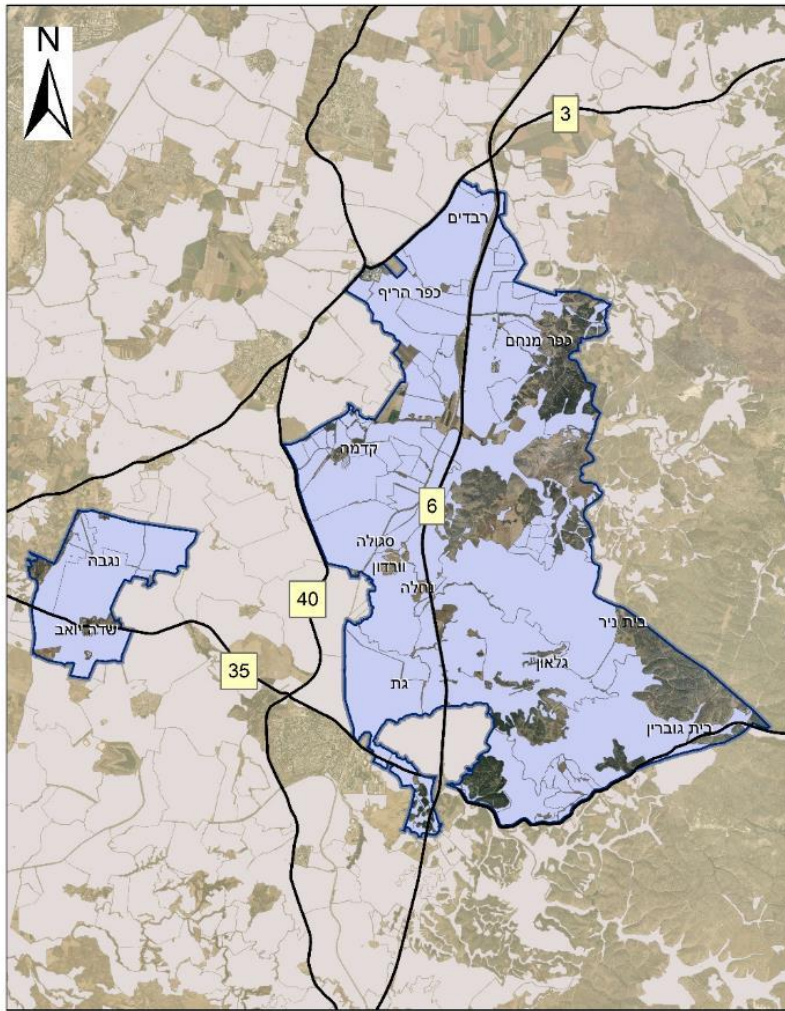 N
3
רבדים
כפר הריף
כפר מנחם
קדמה
6
סגולה
וורדון
נחלה
נגבה
40
שדה יואב
35
בית ניר
גלאון
גת
בית גוברין